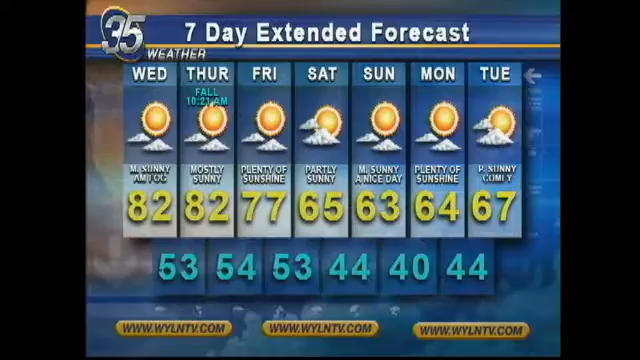 35
7 Day Extended Forecast
WEATHER
WED THUR FRI SAT SUN MON TUE
FALL
10:21 AM
M. SUNNY
AM FOG
MOSTLY
SUNNY
PLENTY OF
SUNSHINE
PARTLY
SUNNY
M. SUNNY
A NICE DAY
PLENTY OF
SUNSHINE
P. SUNNY
COMFY
82 82 77 65 63 64 67
53 54 53 44 40 44
WWW.WYLNTV.COM WWW.WYLNTV.COM WWW.WYLNTV.COM